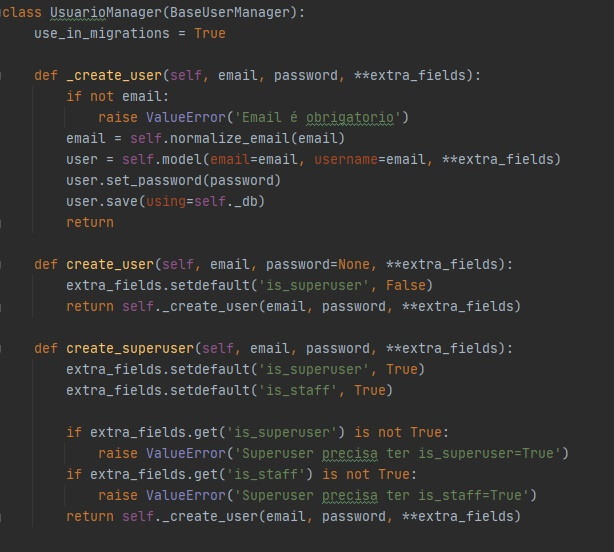 class UsuarioManager(BaseUserManager):
    use_in_migrations = True

    def _create_user(self, email, password, **extra_fields):
        if not email:
            raise ValueError('Email é obrigatorio')
        email = self.normalize_email(email)
        user = self.model(email=email, username=email, **extra_fields)
        user.set_password(password)
        user.save(using=self._db)
        return

    def create_user(self, email, password=None, **extra_fields):
        extra_fields.setdefault('is_superuser', False)
        return self._create_user(email, password, **extra_fields)

    def create_superuser(self, email, password, **extra_fields):
        extra_fields.setdefault('is_superuser', True)
        extra_fields.setdefault('is_staff', True)

        if extra_fields.get('is_superuser') is not True:
            raise ValueError('Superuser precisa ter is_superuser=True')
        if extra_fields.get('is_staff') is not True:
            raise ValueError('Superuser precisa ter is_staff=True')
        return self._create_user(email, password, **extra_fields)